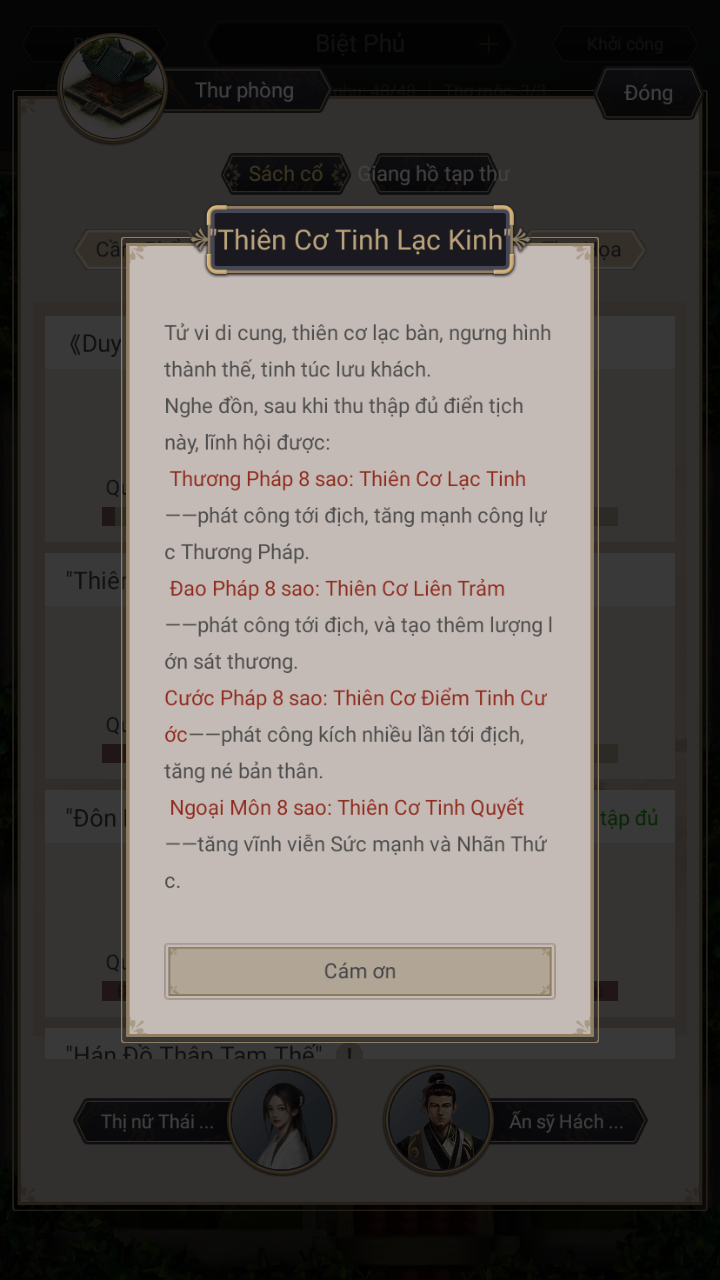 Biệt Phủ
+
Khởi công
Thư phòng
Đóng
Sách cổ
Giang hồ tạp thư
"Thiên Cơ Tinh Lạc Kinh"
Tử vi di cung, thiên cơ lạc bàn, ngưng hình
thành thế, tinh túc lưu khách.
Nghe đồn, sau khi thu thập đủ điển tịch
này, lĩnh hội được:
Thương Pháp 8 sao: Thiên Cơ Lạc Tinh
——phát công tới địch, tăng mạnh công lự
c Thương Pháp.
Đao Pháp 8 sao: Thiên Cơ Liên Trảm
——phát công tới địch, và tạo thêm lượng l
ớn sát thương.
Cước Pháp 8 sao: Thiên Cơ Điểm Tinh Cư
ớc——phát công kích nhiều lần tới địch,
tăng né bản thân.
Ngoại Môn 8 sao: Thiên Cơ Tinh Quyết
——tăng vĩnh viễn Sức mạnh và Nhãn Thứ
c.
Cám ơn
《Duy
"Thiên
"Đôn
tập đủ
"Hán Đồ Thập Tam Thế" !
Thị nữ Thái ...
Ẩn sỹ Hách ...